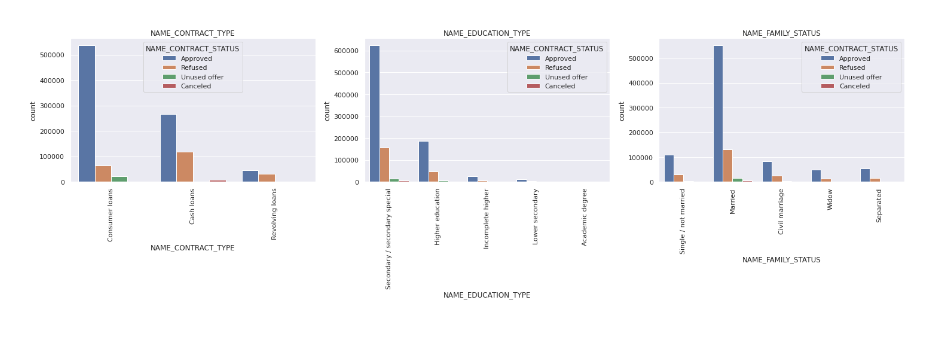 NAME_CONTRACT_TYPE
NAME_CONTRACT_STATUS
Approved
Refused
Unused offer
Canceled
500000
400000
300000
200000
100000
0
count
Consumer loans
Cash loans
Revolving loans
NAME_CONTRACT_TYPE
NAME_EDUCATION_TYPE
NAME_CONTRACT_STATUS
Approved
Refused
Unused offer
Canceled
600000
500000
400000
300000
200000
100000
0
count
Secondary / secondary special
Higher education
Incomplete higher
Lower secondary
Academic degree
NAME_EDUCATION_TYPE
NAME_FAMILY_STATUS
NAME_CONTRACT_STATUS
Approved
Refused
Unused offer
Canceled
500000
400000
300000
200000
100000
0
count
Single / not married
Married
Civil marriage
Widow
Separated
NAME_FAMILY_STATUS